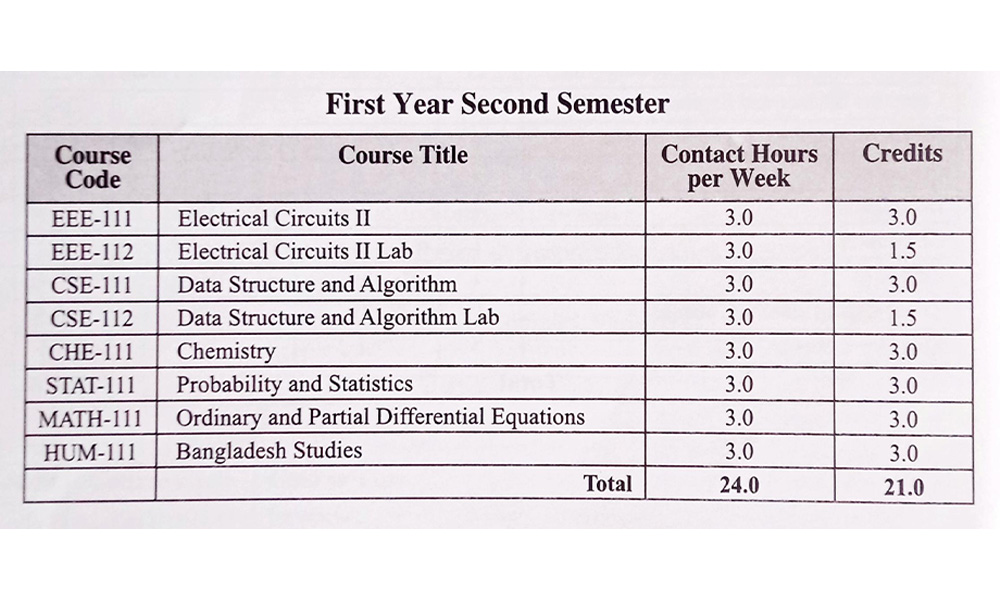 First Year Second Semester
Course Code Course Title Contact Hours per Week Credits
EEE-111 Electrical Circuits II 3.0 3.0
EEE-112 Electrical Circuits II Lab 3.0 1.5
CSE-111 Data Structure and Algorithm 3.0 3.0
CSE-112 Data Structure and Algorithm Lab 3.0 1.5
CHE-111 Chemistry 3.0 3.0
STAT-111 Probability and Statistics 3.0 3.0
MATH-111 Ordinary and Partial Differential Equations 3.0 3.0
HUM-111 Bangladesh Studies 3.0 3.0
Total 24.0 21.0